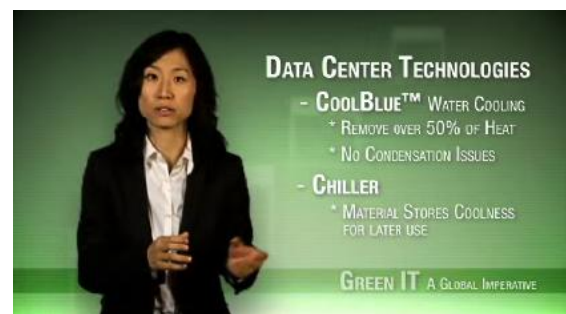 DATA CENTER TECHNOLOGIES
- COOLBLUE™ WATER COOLING
* REMOVE OVER 50% OF HEAT
* NO CONDENSATION ISSUES
- CHILLER
* MATERIAL STORES COOLNESS
FOR LATER USE
GREEN IT A GLOBAL IMPERATIVE